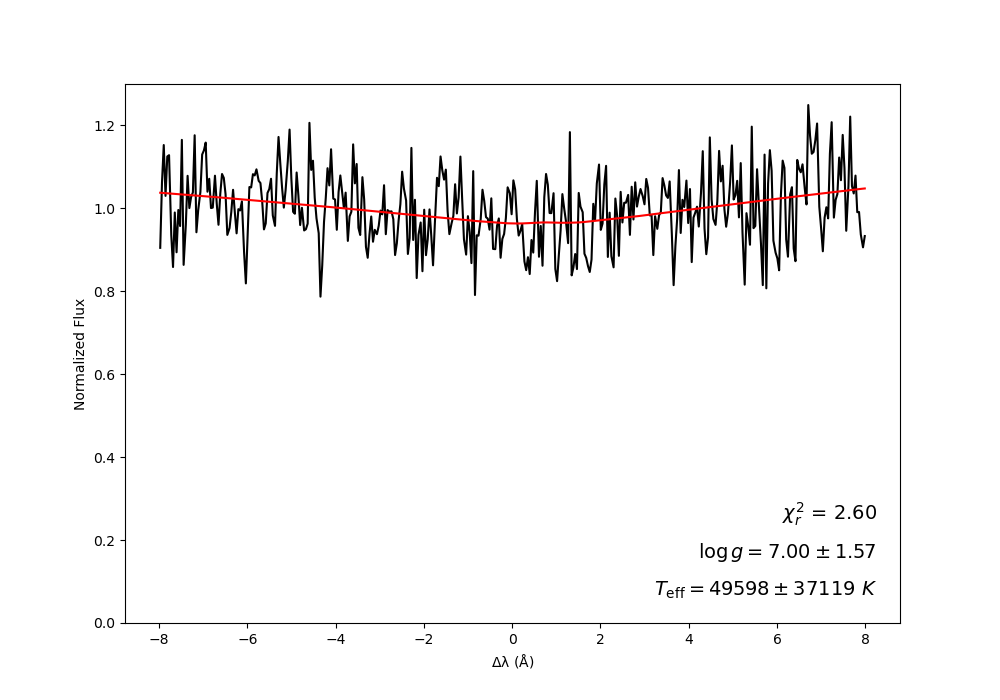 1.2
1.0
0.8
0.6
0.4
0.2
0.0
Normalized Flux
χ²ᵣ = 2.60
log g = 7.00 ± 1.57
T_eff = 49598 ± 37119 K
−8 −6 −4 −2 0 2 4 6 8
Δλ (Å)